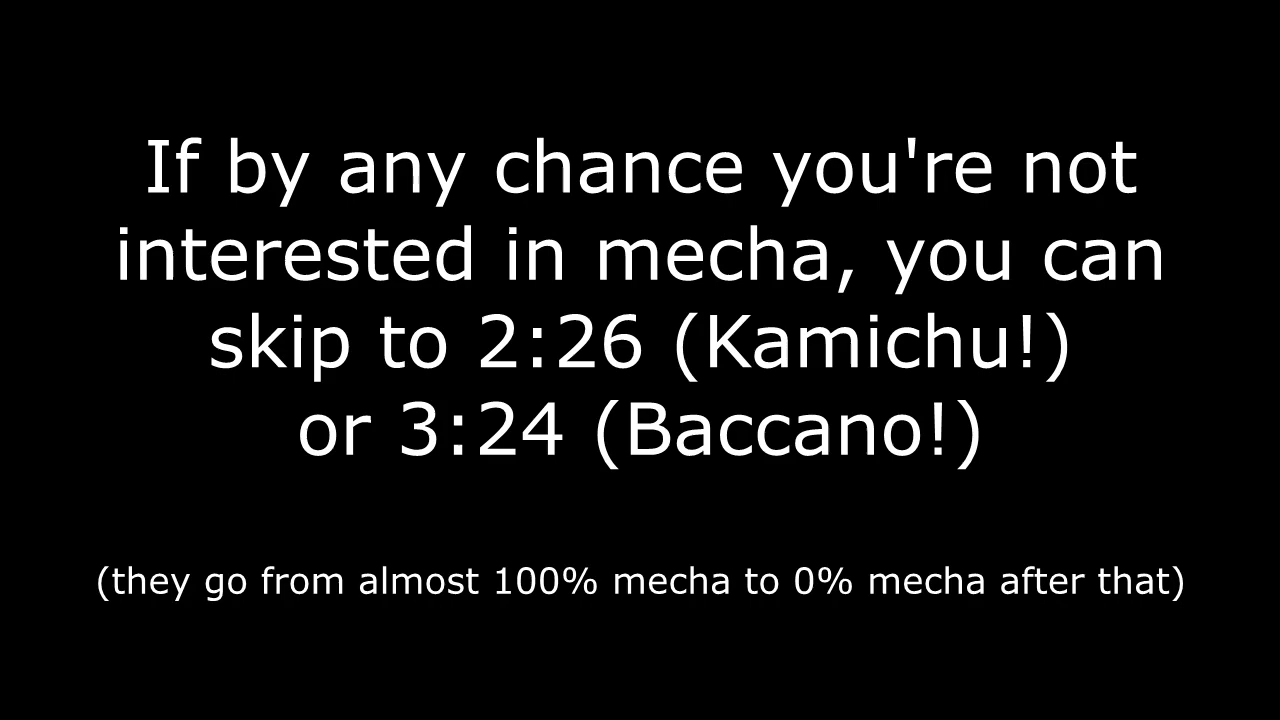 If by any chance you're not
interested in mecha, you can
skip to 2:26 (Kamichu!)
or 3:24 (Baccano!)
(they go from almost 100% mecha to 0% mecha after that)